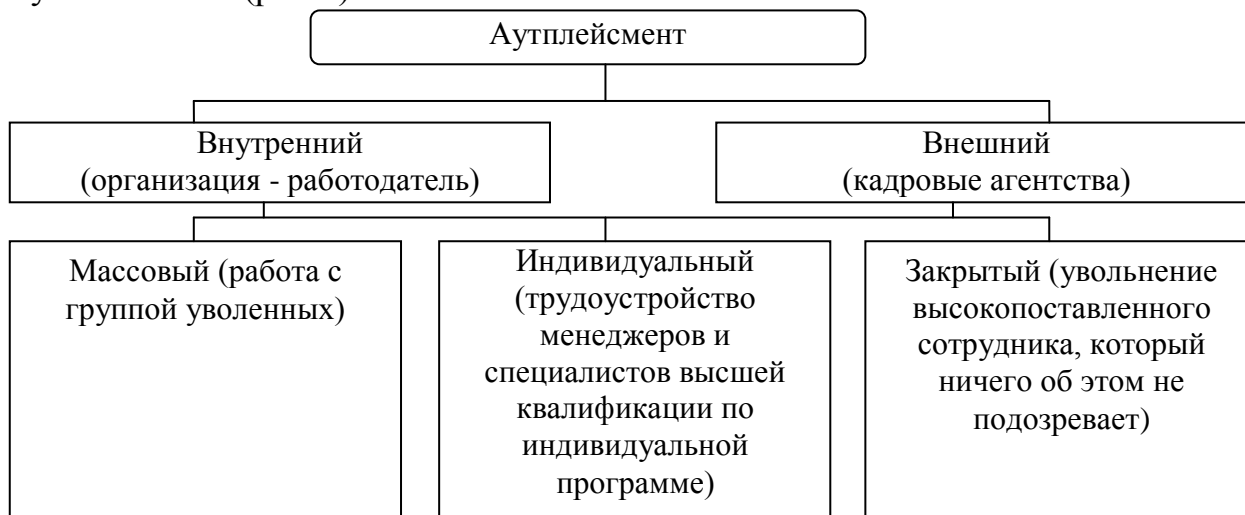 Аутплейсмент
Внутренний
(организация - работодатель)
Внешний
(кадровые агентства)
Массовый (работа с
группой уволенных)
Индивидуальный
(трудоустройство
менеджеров и
специалистов высшей
квалификации по
индивидуальной
программе)
Закрытый (увольнение
высокопоставленного
сотрудника, который
ничего об этом не
подозревает)